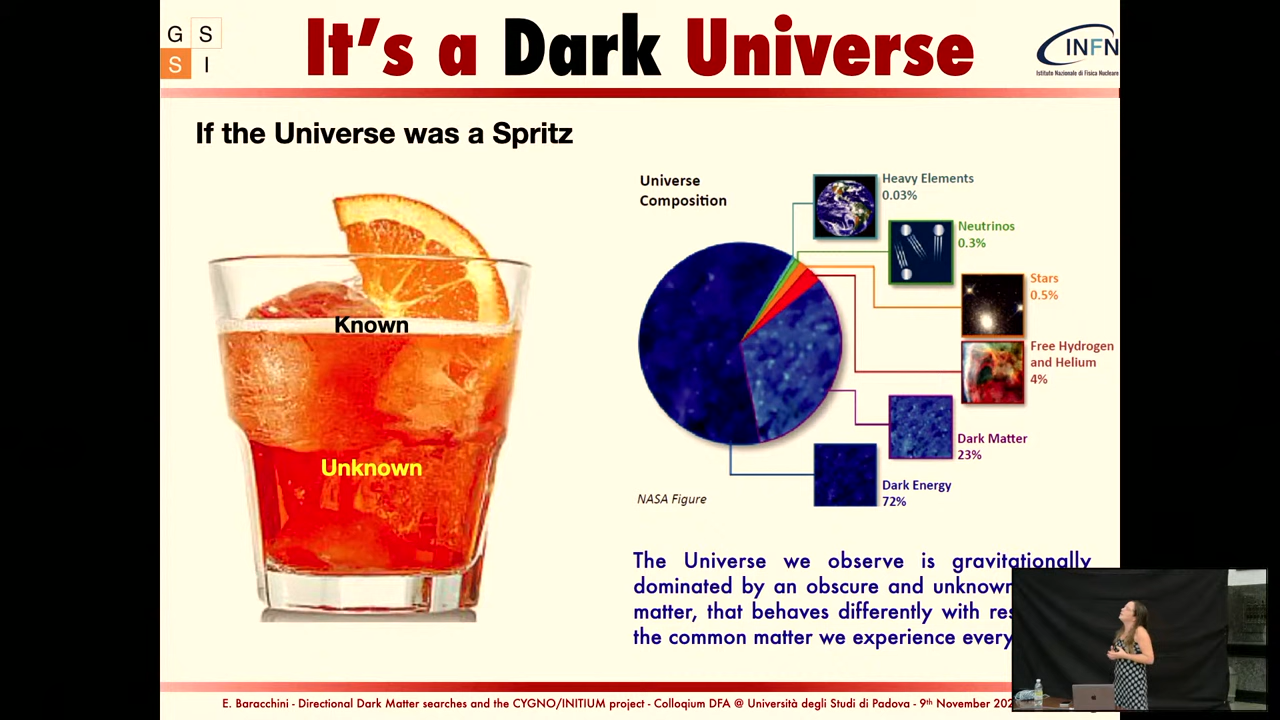 G S
S I
It's a Dark Universe
INFN
Istituto Nazionale di Fisica Nucleare
If the Universe was a Spritz
Known
Unknown
Universe
Composition
Heavy Elements
0.03%
Neutrinos
0.3%
Stars
0.5%
Free Hydrogen
and Helium
4%
Dark Matter
23%
Dark Energy
72%
NASA Figure
The Universe we observe is gravitationally
dominated by an obscure and unknown
matter, that behaves differently with
the common matter we experience
E. Baracchini - Directional Dark Matter searches and the CYGNO/INITIUM project - Colloqium DFA @ Università degli Studi di Padova - 9th November